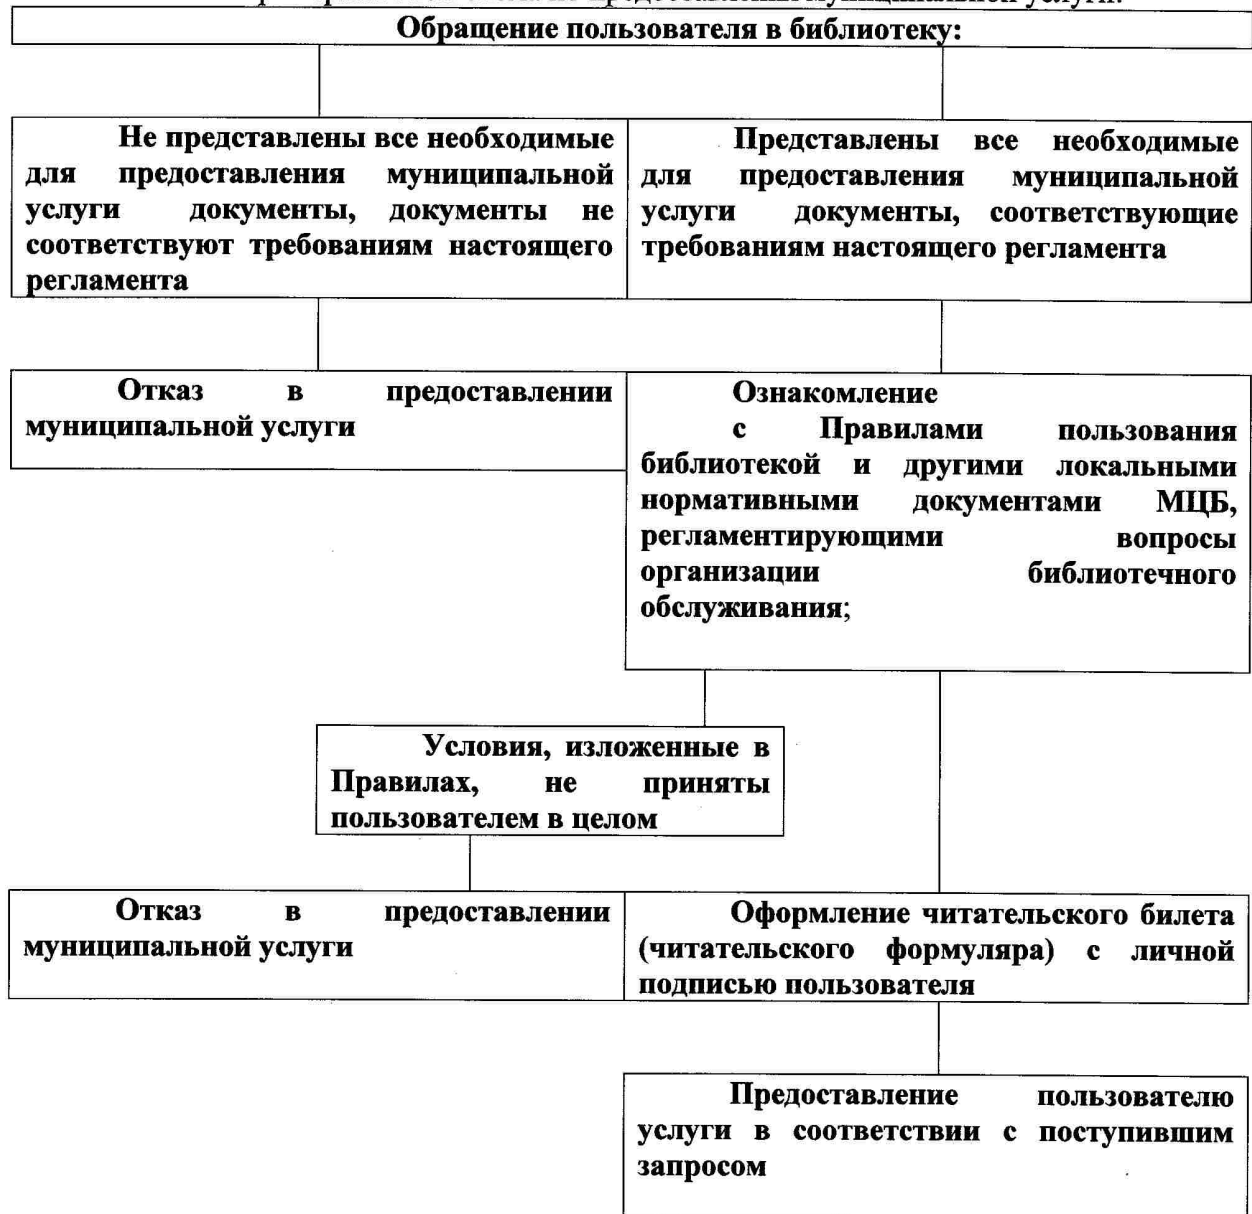 предоставления муниципальной услуги.
Обращение пользователя в библиотеку:
Не представлены все необходимые
для предоставления муниципальной
услуги документы, документы не
соответствуют требованиям настоящего
регламента
Представлены все необходимые
для предоставления муниципальной
услуги документы, соответствующие
требованиям настоящего регламента
Отказ в предоставлении
муниципальной услуги
Ознакомление
с Правилами пользования
библиотекой и другими локальными
нормативными документами МЦБ,
регламентирующими вопросы
организации библиотечного
обслуживания;
Условия, изложенные в
Правилах, не приняты
пользователем в целом
Отказ в предоставлении
муниципальной услуги
Оформление читательского билета
(читательского формуляра) с личной
подписью пользователя
Предоставление пользователю
услуги в соответствии с поступившим
запросом